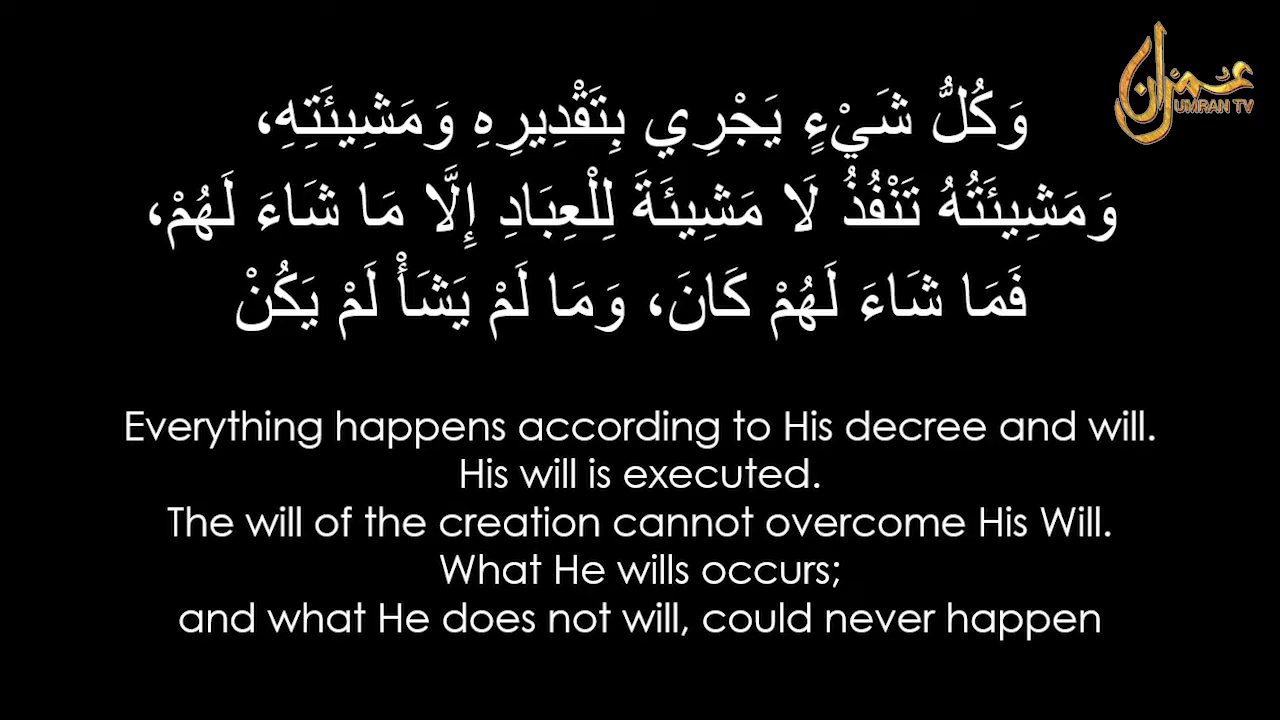 عمران
UMRAN TV
وَكُلُّ شَيْءٍ يَجْرِي بِتَقْدِيرِهِ وَمَشِيئَتِهِ،
وَمَشِيئَتُهُ تَنْفُذُ لَا مَشِيئَةَ لِلْعِبَادِ إِلَّا مَا شَاءَ لَهُمْ،
فَمَا شَاءَ لَهُمْ كَانَ، وَمَا لَمْ يَشَأْ لَمْ يَكُنْ
Everything happens according to His decree and will.
His will is executed.
The will of the creation cannot overcome His Will.
What He wills occurs;
and what He does not will, could never happen